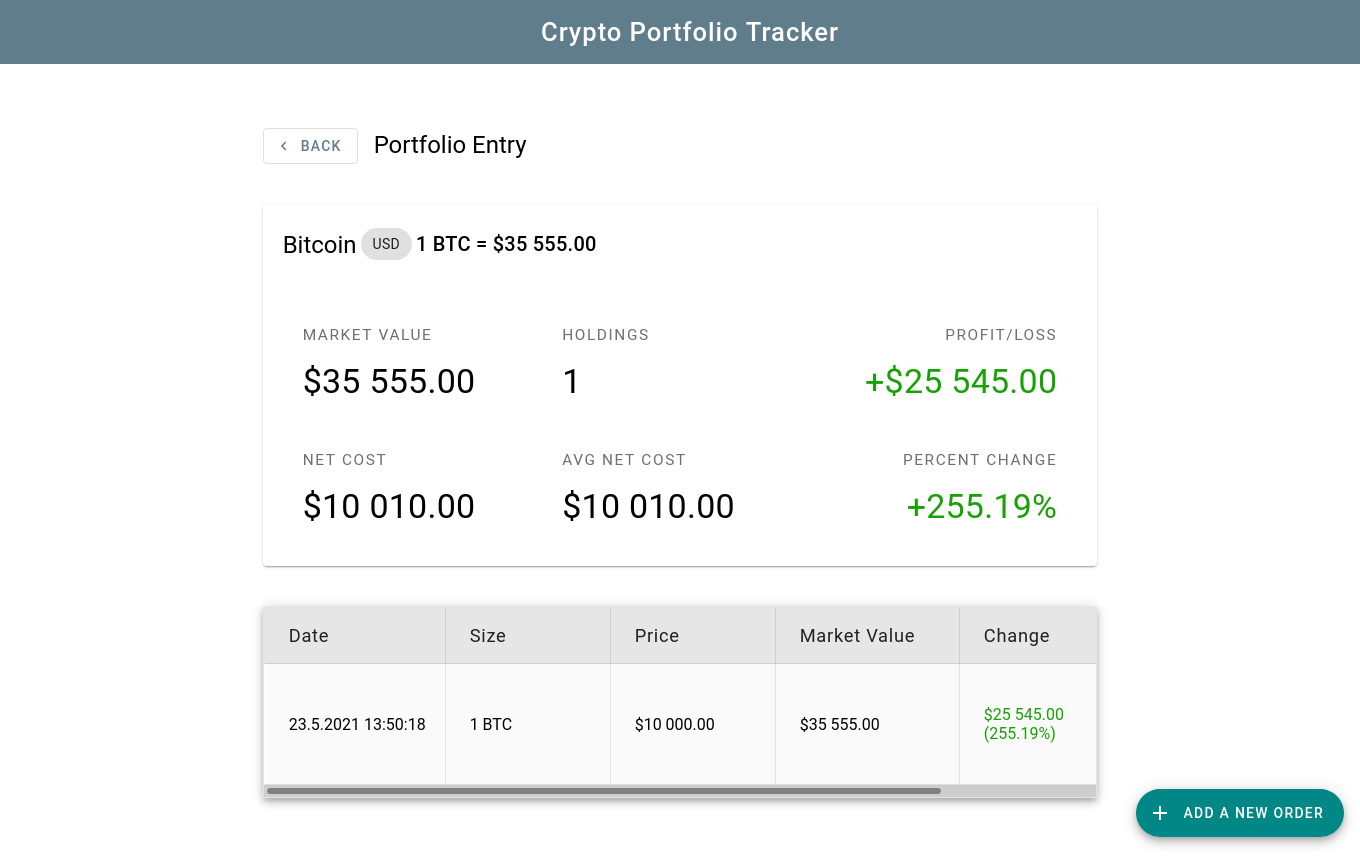 Crypto Portfolio Tracker
BACK
Portfolio Entry
Bitcoin USD 1 BTC = $35 555.00
MARKET VALUE HOLDINGS PROFIT/LOSS
$35 555.00 1 +$25 545.00
NET COST AVG NET COST PERCENT CHANGE
$10 010.00 $10 010.00 +255.19%
Date Size Price Market Value Change
23.5.2021 13:50:18 1 BTC $10 000.00 $35 555.00 $25 545.00
(255.19%)
ADD A NEW ORDER